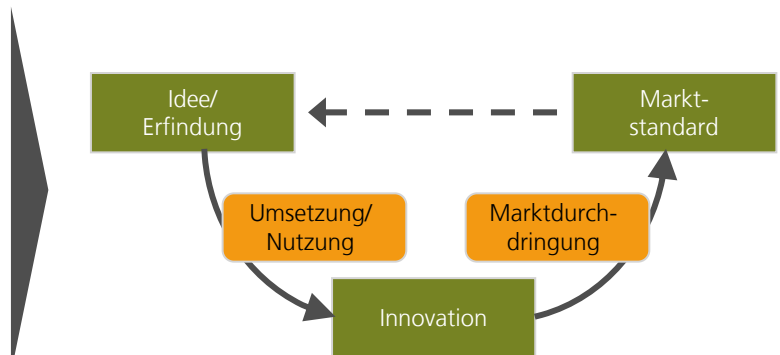 Idee/
Erfindung
Markt-
standard
Umsetzung/
Nutzung
Marktdurch-
dringung
Innovation